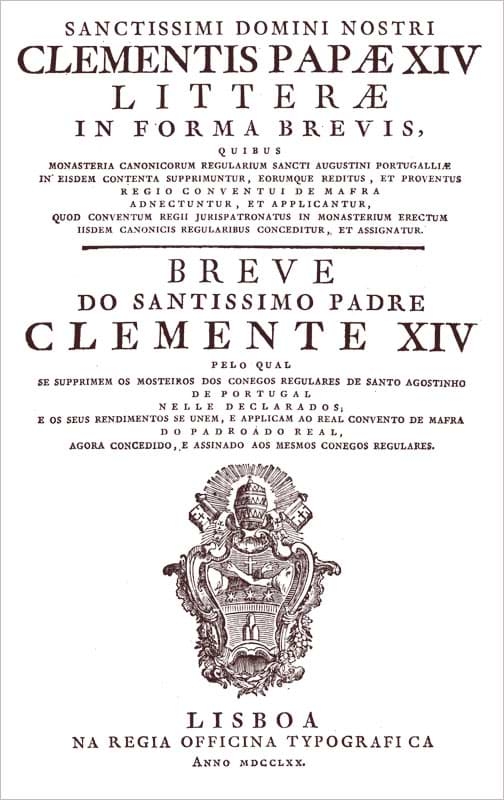 SANCTISSIMI DOMINI NOSTRI
CLEMENTIS PAPÆ XIV
LITTERÆ
IN FORMA BREVIS,
QUIBUS
MONASTERIA CANONICORUM REGULARIUM SANCTI AUGUSTINI PORTUGALLIÆ
IN EISDEM CONTENTA SUPPRIMUNTUR, EORUMQUE REDITUS, ET PROVENTUS
REGIO CONVENTUI DE MAFRA
ADNECTUNTUR, ET APPLICANTUR,
QUOD CONVENTUM REGII JURISPATRONATUS IN MONASTERIUM ERECTUM
IISDEM CANONICIS REGULARIBUS CONCEDITUR, ET ASSIGNATUR.
BREVE
DO SANTISSIMO PADRE
CLEMENTE XIV
PELO QUAL
SE SUPPRIMEM OS MOSTEIROS DOS CONEGOS REGULARES DE SANTO AGOSTINHO
DE PORTUGAL
NELLE DECLARADOS;
E OS SEUS RENDIMENTOS SE UNEM, E APPLICAM AO REAL CONVENTO DE MAFRA
DO PADROADO REAL,
AGORA CONCEDIDO, E ASSINADO AOS MESMOS CONEGOS REGULARES.
LISBOA
NA REGIA OFFICINA TYPOGRAFICA
ANNO MDCCLXX.